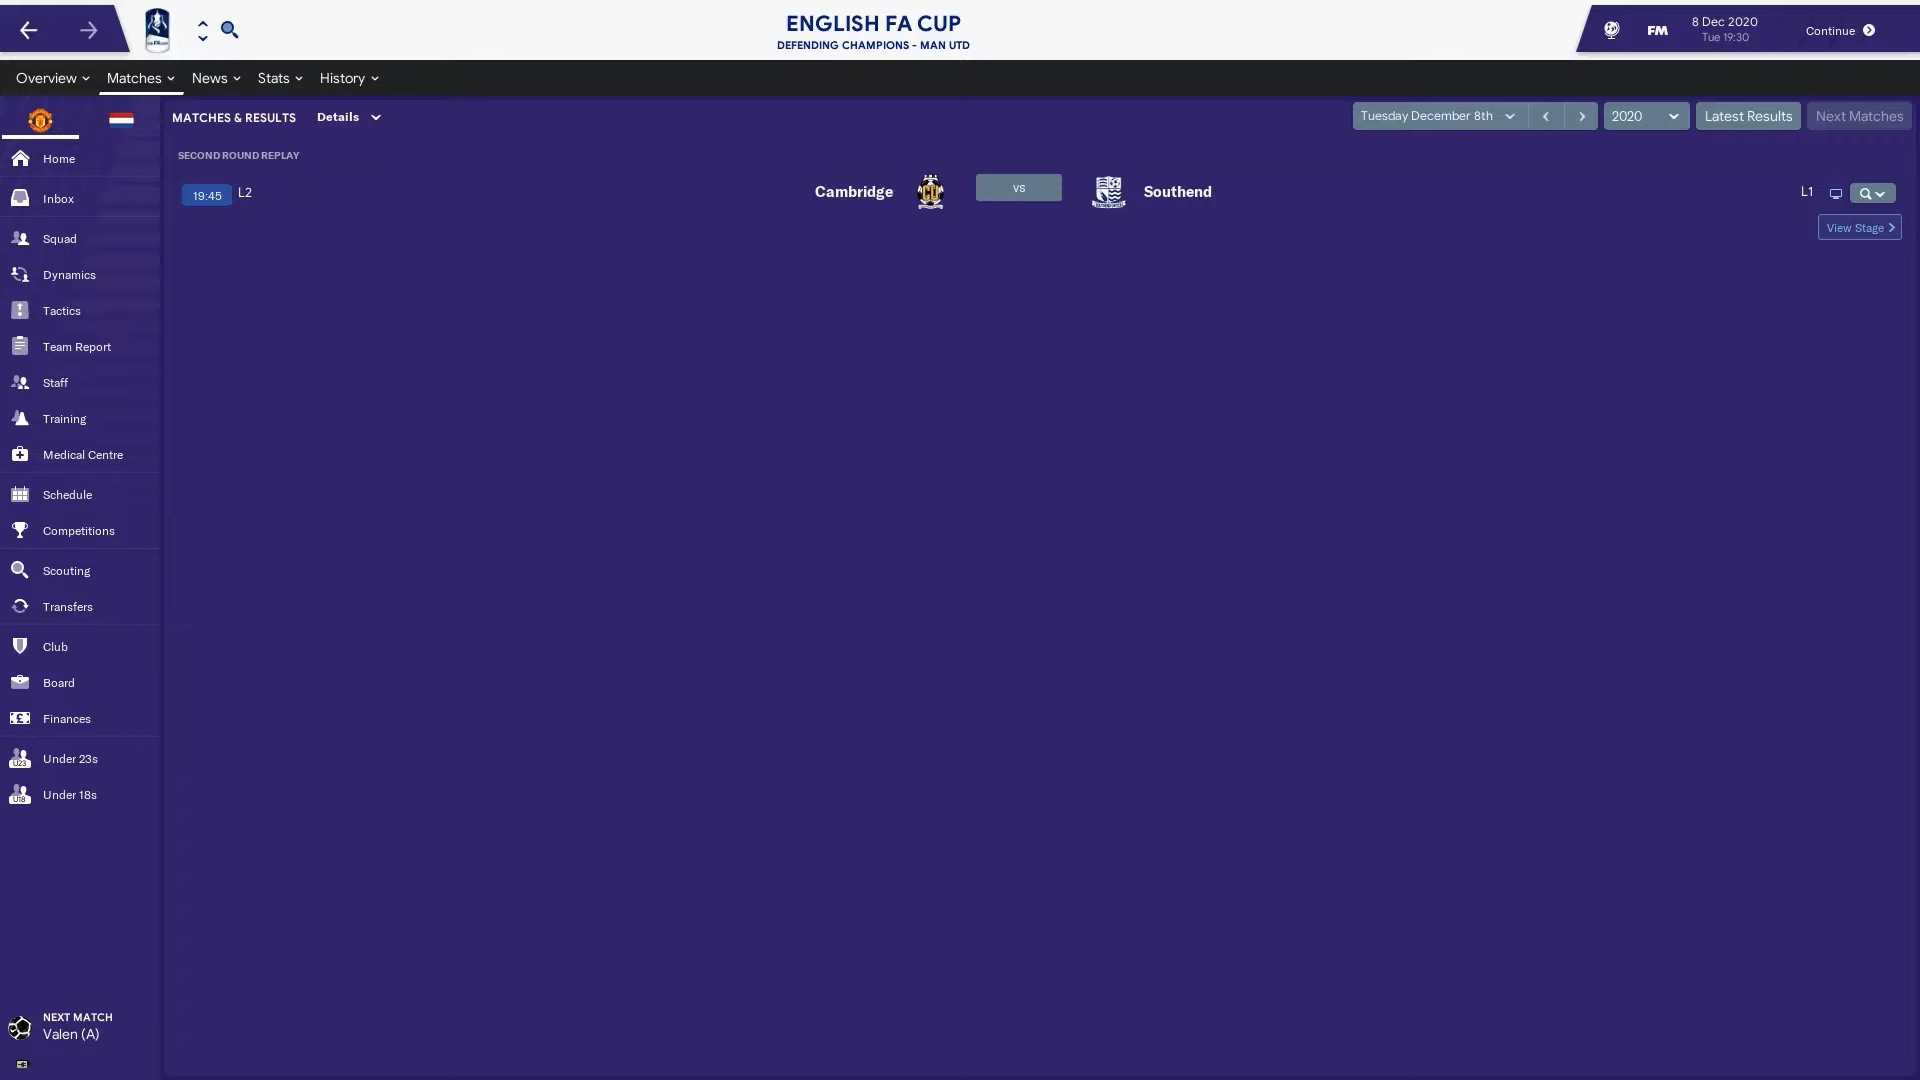 ENGLISH FA CUP
DEFENDING CHAMPIONS - MAN UTD
FM
8 Dec 2020
Tue 19:30
Continue
Overview
Matches
News
Stats
History
MATCHES & RESULTS
Details
Tuesday December 8th
2020
Latest Results
Next Matches
SECOND ROUND REPLAY
19:45
L2
Cambridge
vs
Southend
L1
View Stage
Home
Inbox
Squad
Dynamics
Tactics
Team Report
Staff
Training
Medical Centre
Schedule
Competitions
Scouting
Transfers
Club
Board
Finances
U23
Under 23s
U18
Under 18s
NEXT MATCH
Valen (A)